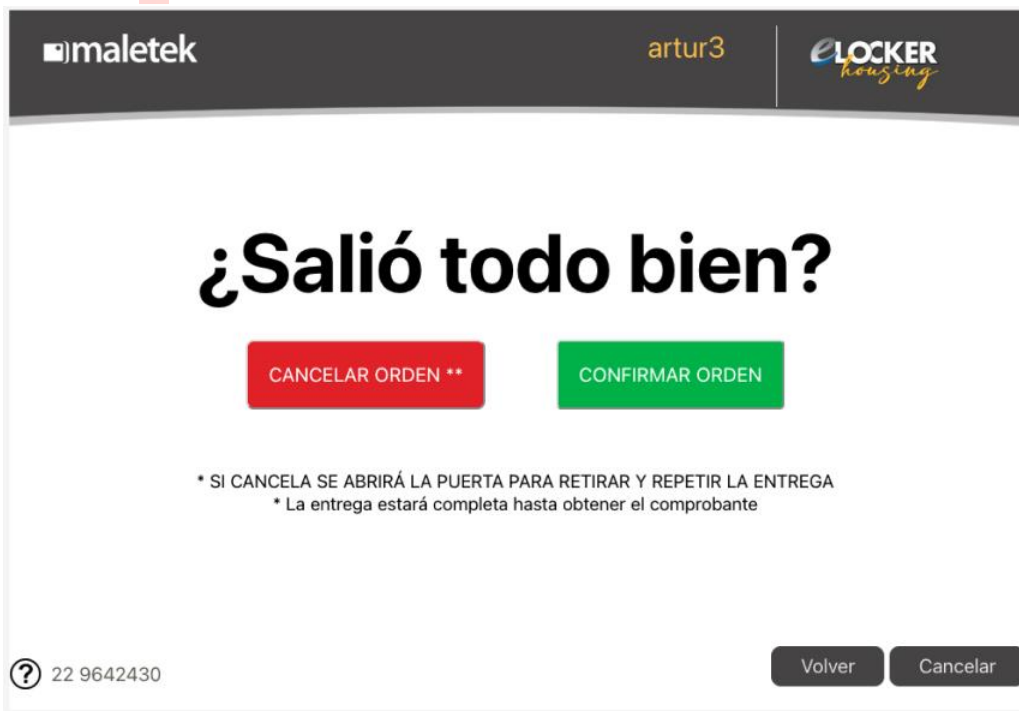 maletek
artur3
eLOCKER
housing
¿Salió todo bien?
CANCELAR ORDEN **
CONFIRMAR ORDEN
* SI CANCELA SE ABRIRÁ LA PUERTA PARA RETIRAR Y REPETIR LA ENTREGA
* La entrega estará completa hasta obtener el comprobante
? 22 9642430
Volver
Cancelar